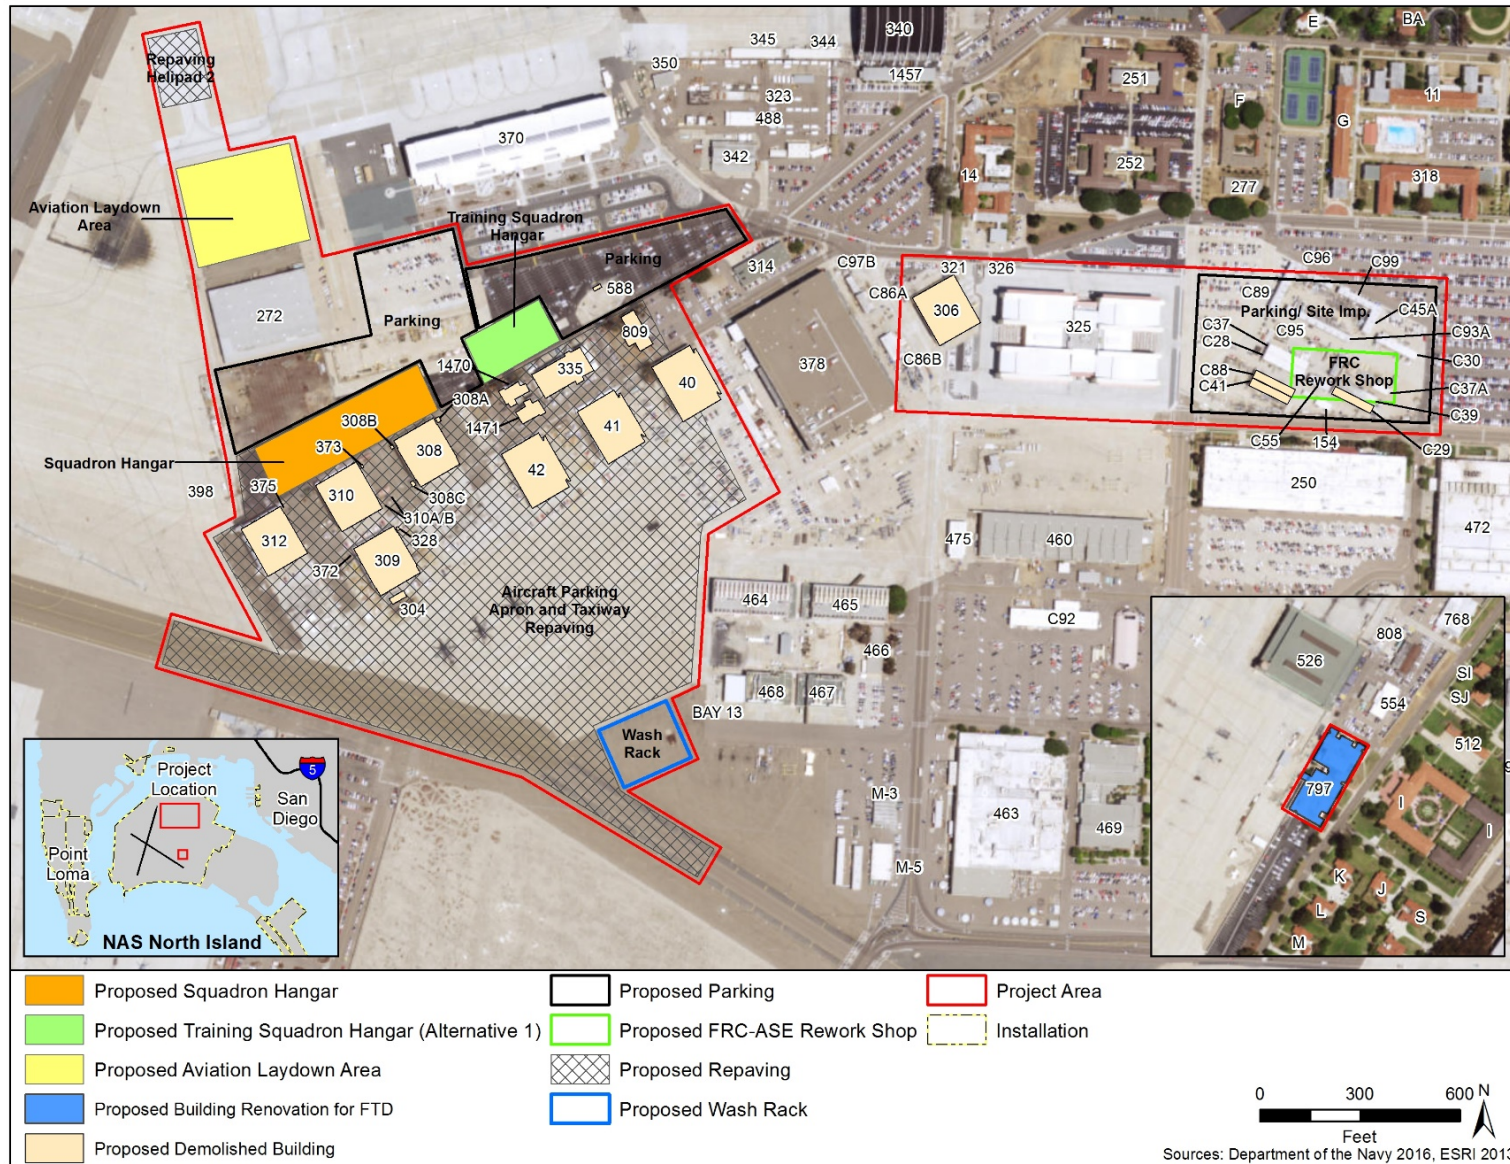 Repaving
Helipad 2
345
344
340
350
1457
323
488
342
370
251
252
14
F
277
E
BA
11
G
318
Aviation Laydown
Area
Training Squadron
Hangar
Parking
588
314
C97B
321
326
C86A
306
C86B
325
378
C96
C99
C89
Parking/ Site Imp.
C45A
C37
C95
C93A
C28
C30
FRC
Rework Shop
C88
C41
C37A
C39
C55
154
C29
272
Parking
809
1470
335
40
308A
308B
1471
41
373
308
42
Squadron Hangar
398
375
310
308C
310A/B
328
312
309
372
304
250
472
475
460
Aircraft Parking
Apron and Taxiway
Repaving
464
465
C92
466
468
467
BAY 13
Wash
Rack
M-3
463
469
M-5
768
808
526
SI
SJ
554
512
797
I
I
K
J
L
S
M
Project
Location
5
San
Diego
Point
Loma
NAS North Island
Proposed Squadron Hangar
Proposed Training Squadron Hangar (Alternative 1)
Proposed Aviation Laydown Area
Proposed Building Renovation for FTD
Proposed Demolished Building
Proposed Parking
Proposed FRC-ASE Rework Shop
Proposed Repaving
Proposed Wash Rack
Project Area
Installation
0 300 600
N
Feet
Sources: Department of the Navy 2016, ESRI 2013